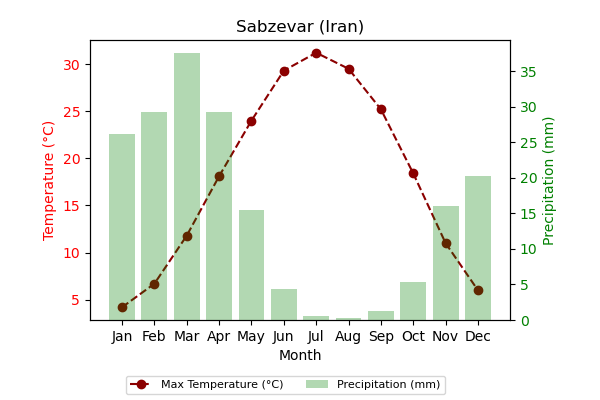 Sabzevar (Iran)
Temperature (°C)
30
25
20
15
10
5
35
30
25
20
15
10
5
0
Precipitation (mm)
Jan Feb Mar Apr May Jun Jul Aug Sep Oct Nov Dec
Month
Max Temperature (°C) Precipitation (mm)